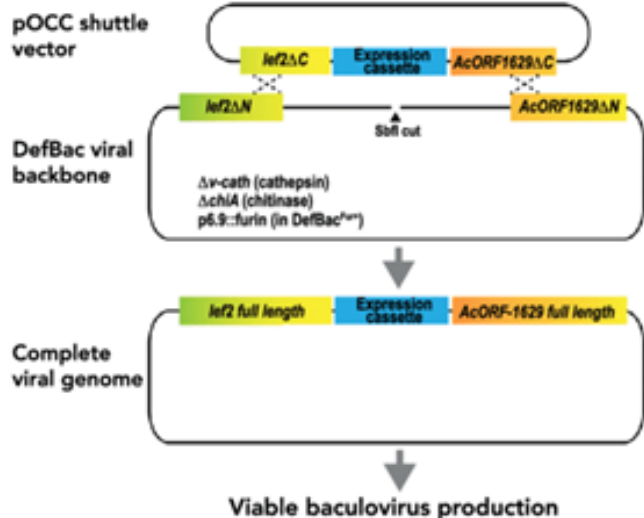 pOCC shuttle
vector
lef2ΔC
Expression
cassette
AcORF1629ΔC
lef2ΔN
AcORF1629ΔN
SbfI cut
DefBac viral
backbone
Δv-cath (cathepsin)
ΔchiA (chitinase)
p6.9::furin (in DefBac
lef2 full length
Expression
cassette
AcORF-1629 full length
Complete
viral genome
Viable baculovirus production